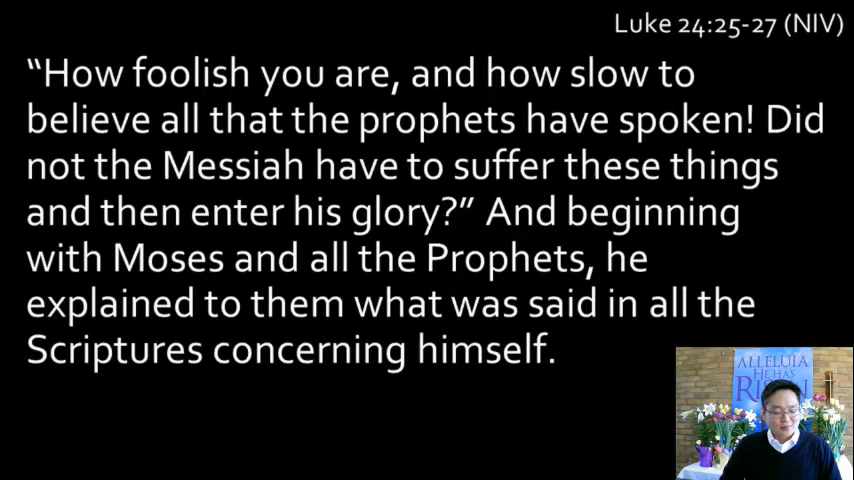 Luke 24:25-27 (NIV)
“How foolish you are, and how slow to
believe all that the prophets have spoken! Did
not the Messiah have to suffer these things
and then enter his glory?” And beginning
with Moses and all the Prophets, he
explained to them what was said in all the
Scriptures concerning himself.
ALLELUIA
HE HAS
RISEN